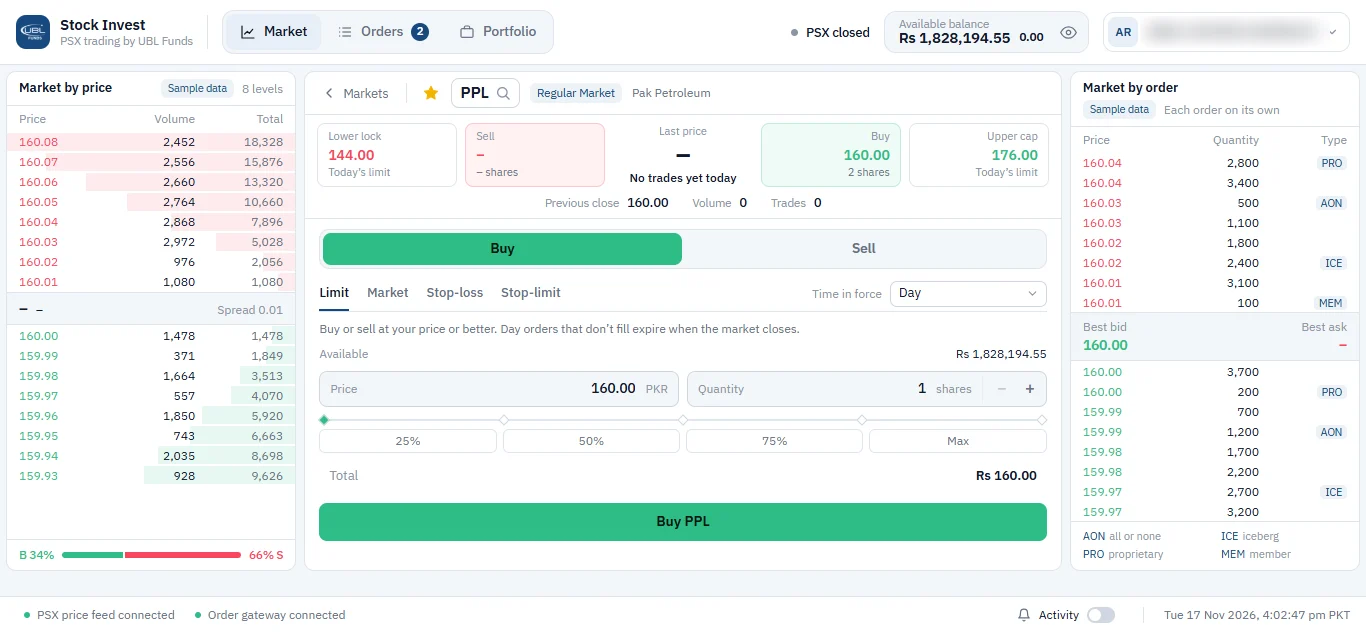 UBL
FUNDS
Stock Invest
PSX trading by UBL Funds
Market
Orders 2
Portfolio
PSX closed
Available balance
Rs 1,828,194.55 0.00
AR
Market by price
Sample data
8 levels
Price Volume Total
160.08 2,452 18,328
160.07 2,556 15,876
160.06 2,660 13,320
160.05 2,764 10,660
160.04 2,868 7,896
160.03 2,972 5,028
160.02 976 2,056
160.01 1,080 1,080
– – Spread 0.01
160.00 1,478 1,478
159.99 371 1,849
159.98 1,664 3,513
159.97 557 4,070
159.96 1,850 5,920
159.95 743 6,663
159.94 2,035 8,698
159.93 928 9,626
B 34% 66% S
Markets
PPL
Regular Market
Pak Petroleum
Lower lock
144.00
Today's limit
Sell
–
– shares
Last price
—
No trades yet today
Buy
160.00
2 shares
Upper cap
176.00
Today's limit
Previous close 160.00 Volume 0 Trades 0
Buy Sell
Limit Market Stop-loss Stop-limit
Time in force Day
Buy or sell at your price or better. Day orders that don’t fill expire when the market closes.
Available Rs 1,828,194.55
Price 160.00 PKR
Quantity 1 shares − +
25% 50% 75% Max
Total Rs 160.00
Buy PPL
Market by order
Sample data
Each order on its own
Price Quantity Type
160.04 2,800 PRO
160.04 3,400
160.03 500 AON
160.03 1,100
160.02 1,800
160.02 2,400 ICE
160.01 3,100
160.01 100 MEM
Best bid Best ask
160.00 –
160.00 3,700
160.00 200 PRO
159.99 700
159.99 1,200 AON
159.98 1,700
159.98 2,200
159.97 2,700 ICE
159.97 3,200
AON all or none ICE iceberg
PRO proprietary MEM member
PSX price feed connected
Order gateway connected
Activity
Tue 17 Nov 2026, 4:02:47 pm PKT